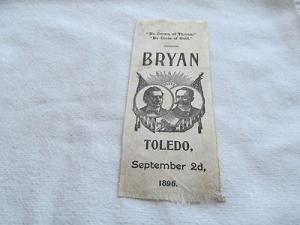 "No Crown of Thorns,"
"No Cross of Gold."
BRYAN
TOLEDO,
September 2d,
1896.